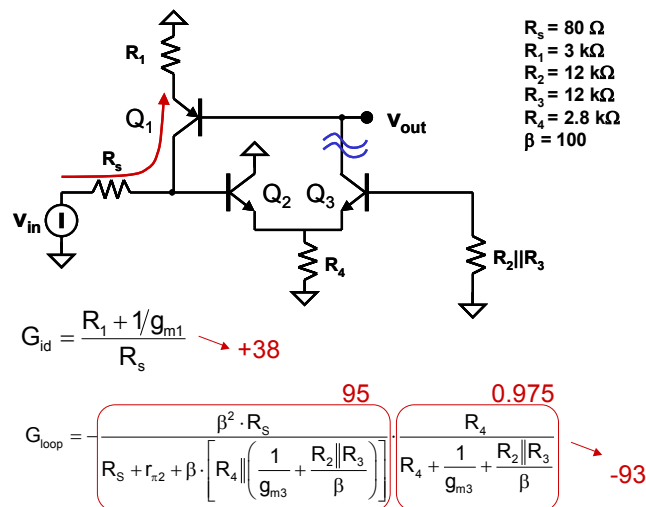 R1
Rs = 80 Ω
R1 = 3 kΩ
R2 = 12 kΩ
R3 = 12 kΩ
R4 = 2.8 kΩ
β = 100
Q1
vout
Rs
Q2
Q3
vin
I
R4
R2||R3
Gid = (R1 + 1/gm1) / Rs
+38
95
0.975
Gloop = - (β² · RS) / (RS + rπ2 + β · [R4 || (1/gm3 + (R2||R3)/β)]) · R4 / (R4 + 1/gm3 + (R2||R3)/β)
-93